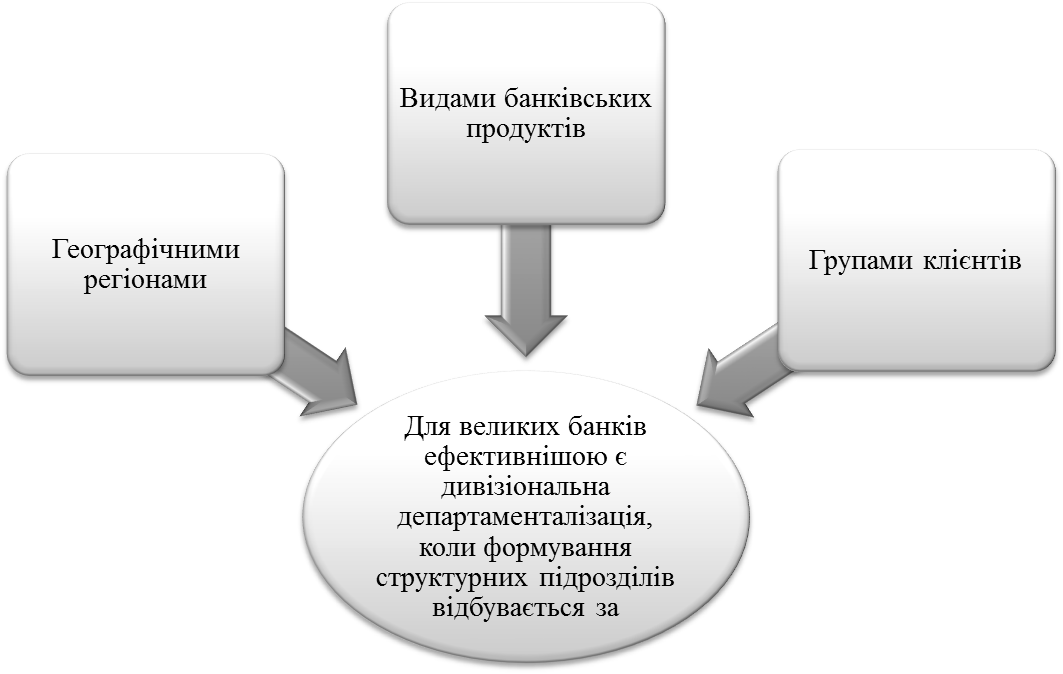 Видами банківських
продуктів
Географічними
регіонами
Групами клієнтів
Для великих банків
ефективнішою є
дивізіональна
департаменталізація,
коли формування
структурних підрозділів
відбувається за